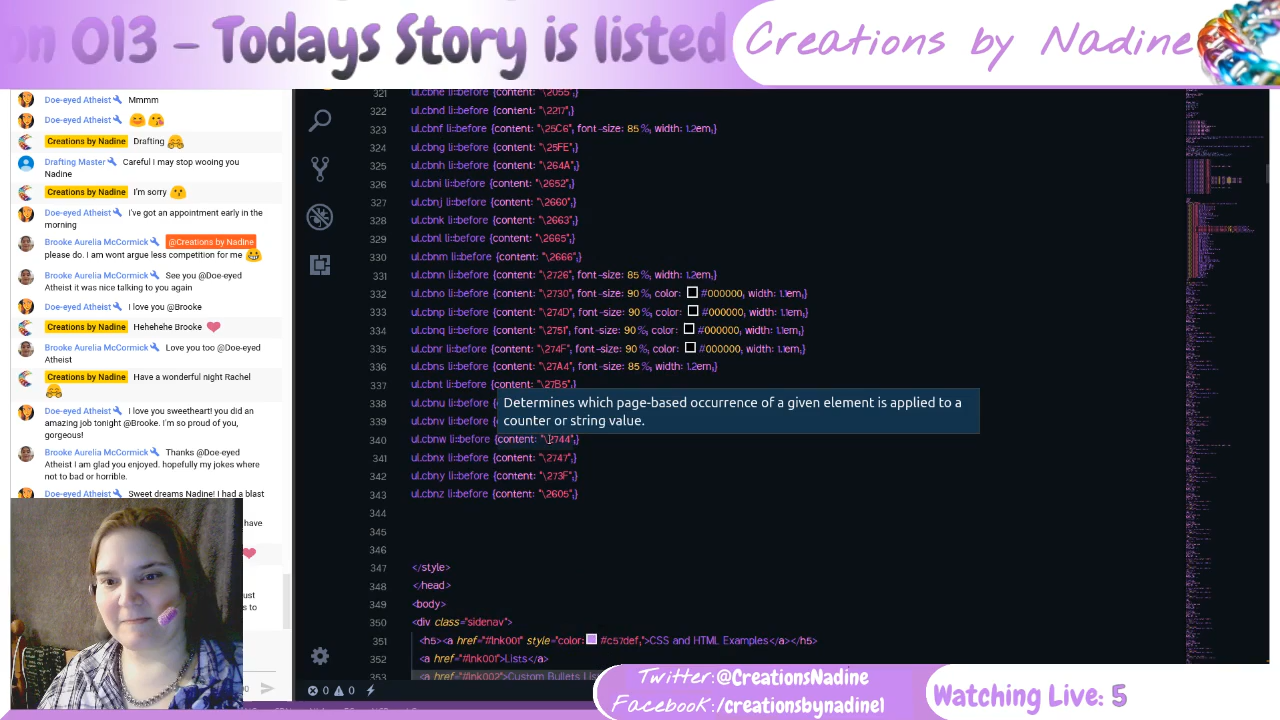 on 013 – Todays Story is listed
Creations by Nadine
Doe-eyed Atheist Mmmm
Doe-eyed Atheist
Creations by Nadine Drafting
Drafting Master Careful I may stop wooing you
Nadine
Creations by Nadine I'm sorry
Doe-eyed Atheist I've got an appointment early in the
morning
Brooke Aurelia McCormick @Creations by Nadine
please do. I am wont argue less competition for me
Brooke Aurelia McCormick See you @Doe-eyed
Atheist it was nice talking to you again
Doe-eyed Atheist I love you @Brooke
Creations by Nadine Hehehehe Brooke
Brooke Aurelia McCormick Love you too @Doe-eyed
Atheist
Creations by Nadine Have a wonderful night Rachel
Doe-eyed Atheist I love you sweetheart! you did an
amazing job tonight @Brooke. I'm so proud of you,
gorgeous!
Brooke Aurelia McCormick Thanks @Doe-eyed
Atheist I am glad you enjoyed. hopefully my jokes where
not to bad or horrible.
Doe-eyed Atheist Sweet dreams Nadine! I had a blast
have
ust
s to
321 ul.cbnc li::before {content: "\2055";}
322 ul.cbnd li::before {content: "\2217";}
323 ul.cbnf li::before {content: "\25C6", font-size: 85%, width: 1.2em;}
324 ul.cbng li::before {content: "\25FE";}
325 ul.cbnh li::before {content: "\264A";}
326 ul.cbni li::before {content: "\2652";}
327 ul.cbnj li::before {content: "\2660";}
328 ul.cbnk li::before {content: "\2663";}
329 ul.cbnl li::before {content: "\2665";}
330 ul.cbnm li::before {content: "\2666";}
331 ul.cbnn li::before {content: "\2726"; font-size: 85%; width: 1.2em;}
332 ul.cbno li::before {content: "\2730"; font-size: 90%; color: #000000; width: 1.1em;}
333 ul.cbnp li::before {content: "\274D"; font-size: 90%; color: #000000; width: 1.1em;}
334 ul.cbnq li::before {content: "\2751"; font-size: 90%; color: #000000; width: 1.1em;}
335 ul.cbnr li::before {content: "\274F"; font-size: 90%; color: #000000; width: 1.1em;}
336 ul.cbns li::before {content: "\27A4"; font-size: 85%; width: 1.2em;}
337 ul.cbnt li::before {content: "\27B5";}
338 ul.cbnu li::before {
339 ul.cbnv li::before {
Determines which page-based occurrence of a given element is applied to a
counter or string value.
340 ul.cbnw li::before {content: "\2744";}
341 ul.cbnx li::before {content: "\2747";}
342 ul.cbny li::before {content: "\273F";}
343 ul.cbnz li::before {content: "\2605";}
344
345
346
347 </style>
348 </head>
349 <body>
350 <div class="sidenav">
351 <h5><a href="#lnk001" style="color: #c57def;">CSS and HTML Examples</a></h5>
352 <a href="#lnk001">Lists</a>
353 <a href="#lnk002">Custom Bullets
0 0
Twitter:@CreationsNadine
Facebook:/creationsbynadine1
Watching Live: 5